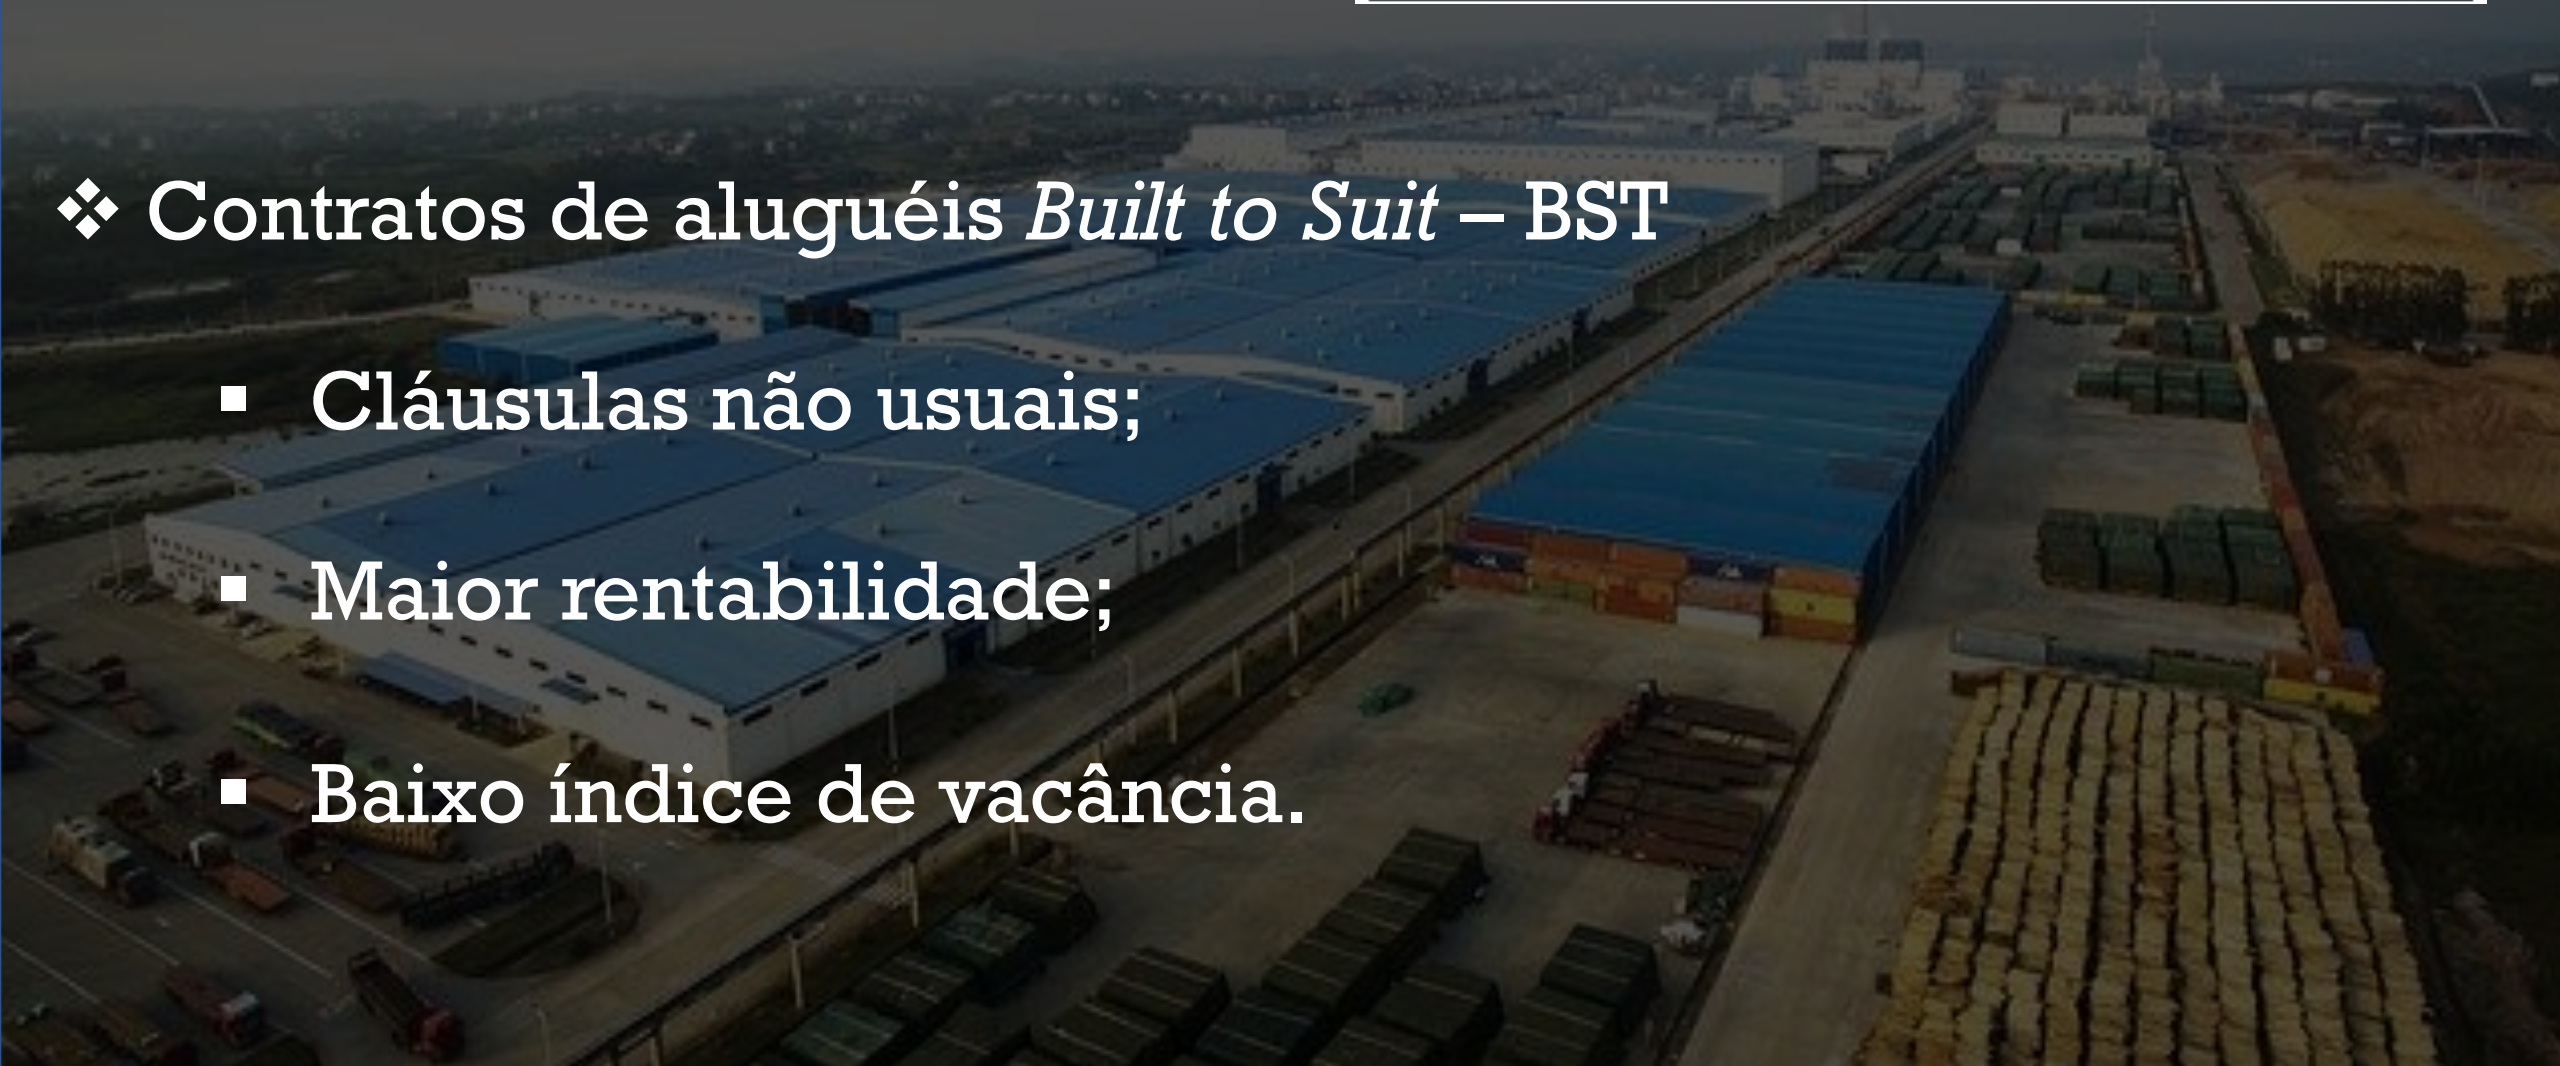 ❖ Contratos de aluguéis Built to Suit – BST
▪ Cláusulas não usuais;
▪ Maior rentabilidade;
▪ Baixo índice de vacância.